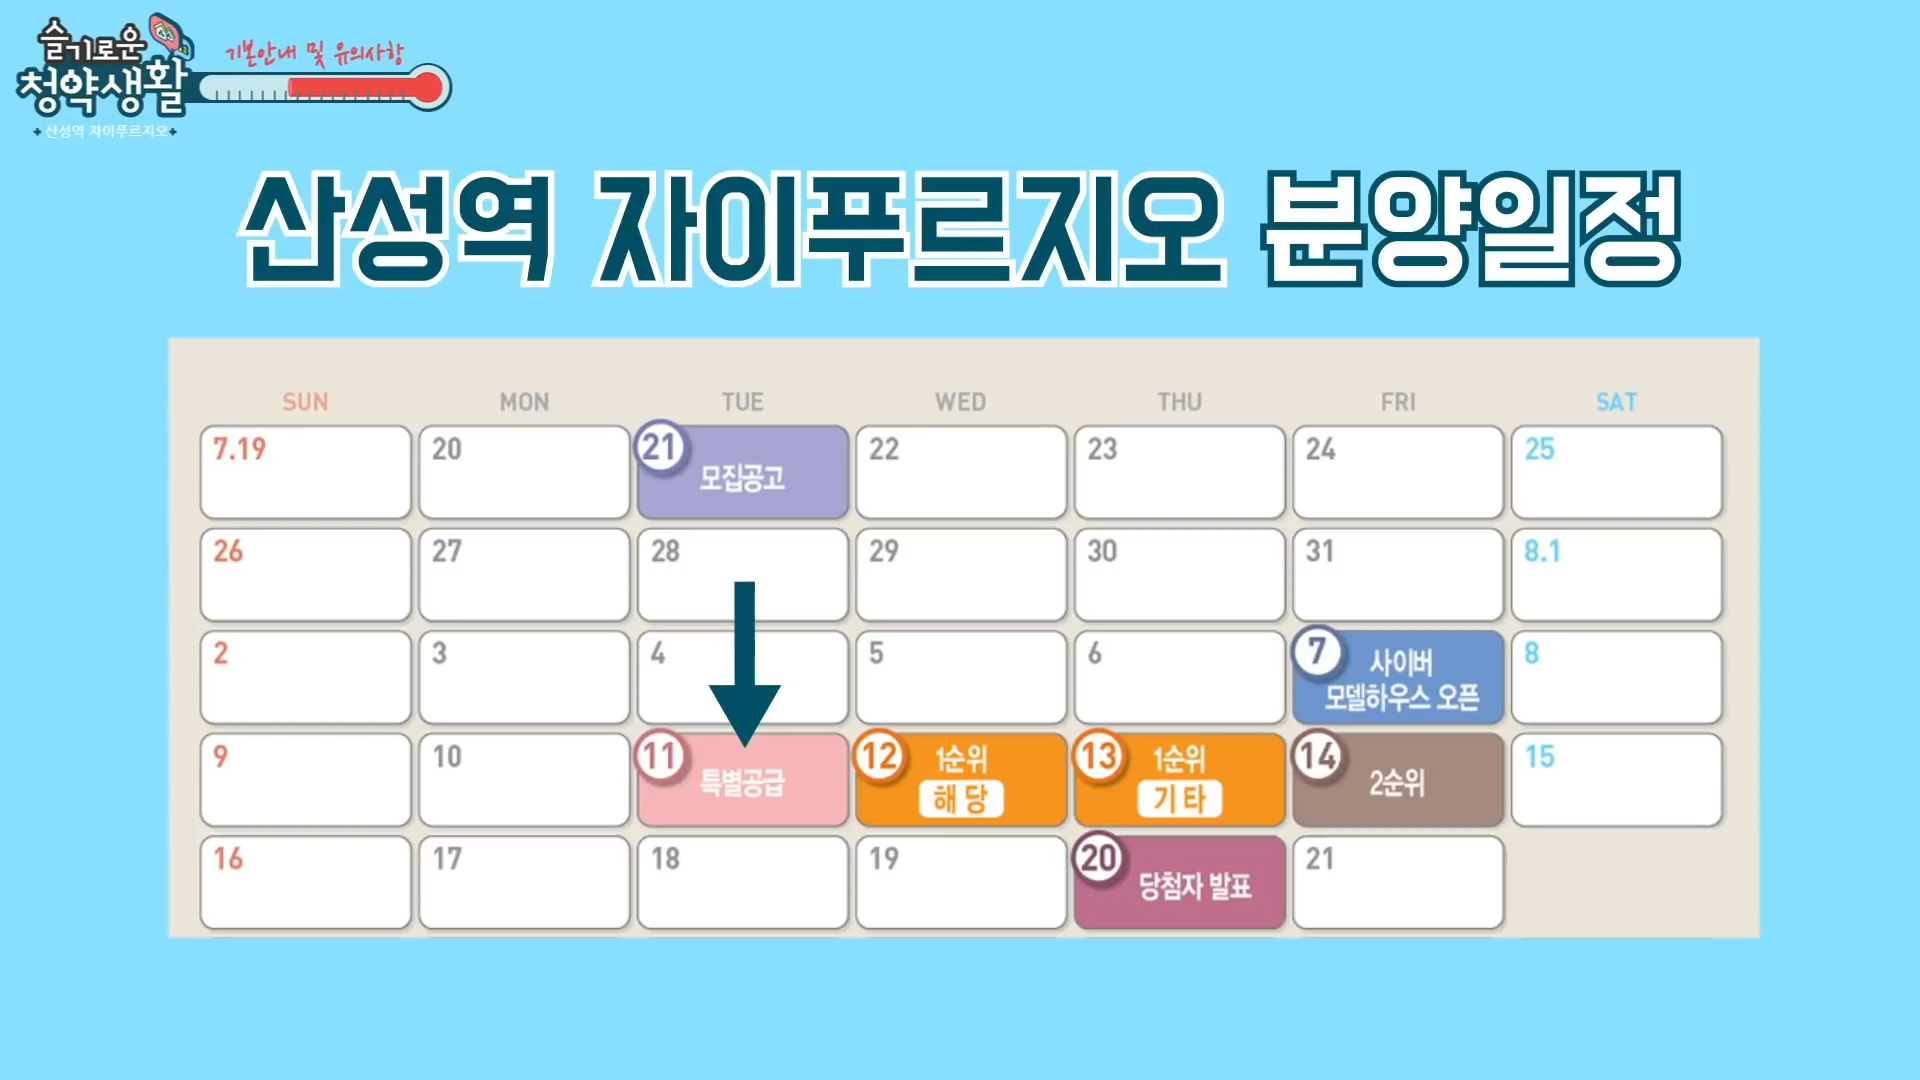 슬기로운
청약생활
산성역 자이푸르지오
기본안내 및 유의사항
산성역 자이푸르지오 분양일정
SUN MON TUE WED THU FRI SAT
7.19 20 21 모집공고 22 23 24 25
26 27 28 29 30 31 8.1
2 3 4 5 6 7 사이버 모델하우스 오픈 8
9 10 11 특별공급 12 1순위 해당 13 1순위 기타 14 2순위 15
16 17 18 19 20 당첨자 발표 21